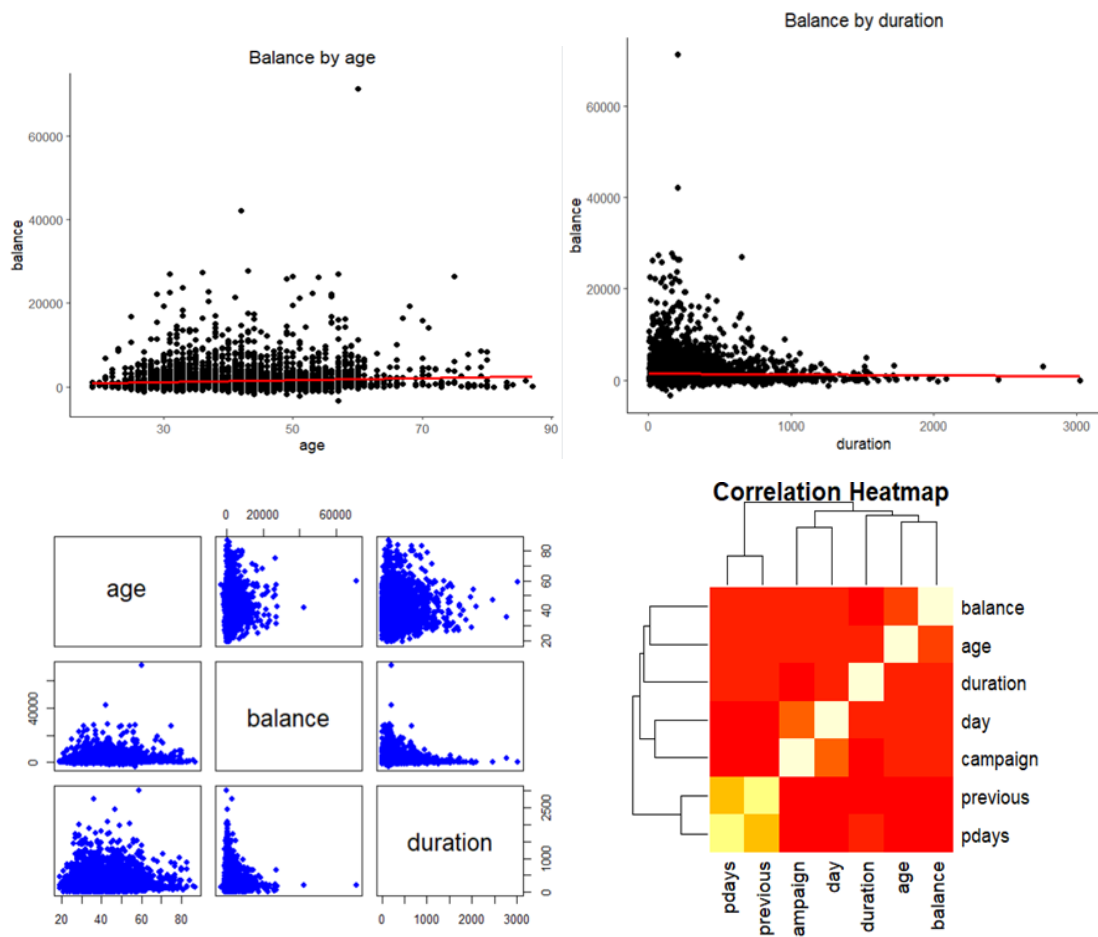 Balance by age
balance
60000
40000
20000
0
30 50 70 90
age
Balance by duration
balance
60000
40000
20000
0
0 1000 2000 3000
duration
0 20000 60000
age
20 40 60 80
0 40000
balance
duration
0 1000 2500
20 40 60 80
0 1000 2000 3000
Correlation Heatmap
balance
age
duration
day
campaign
previous
pdays
pdays
previous
ampaign
day
duration
age
balance